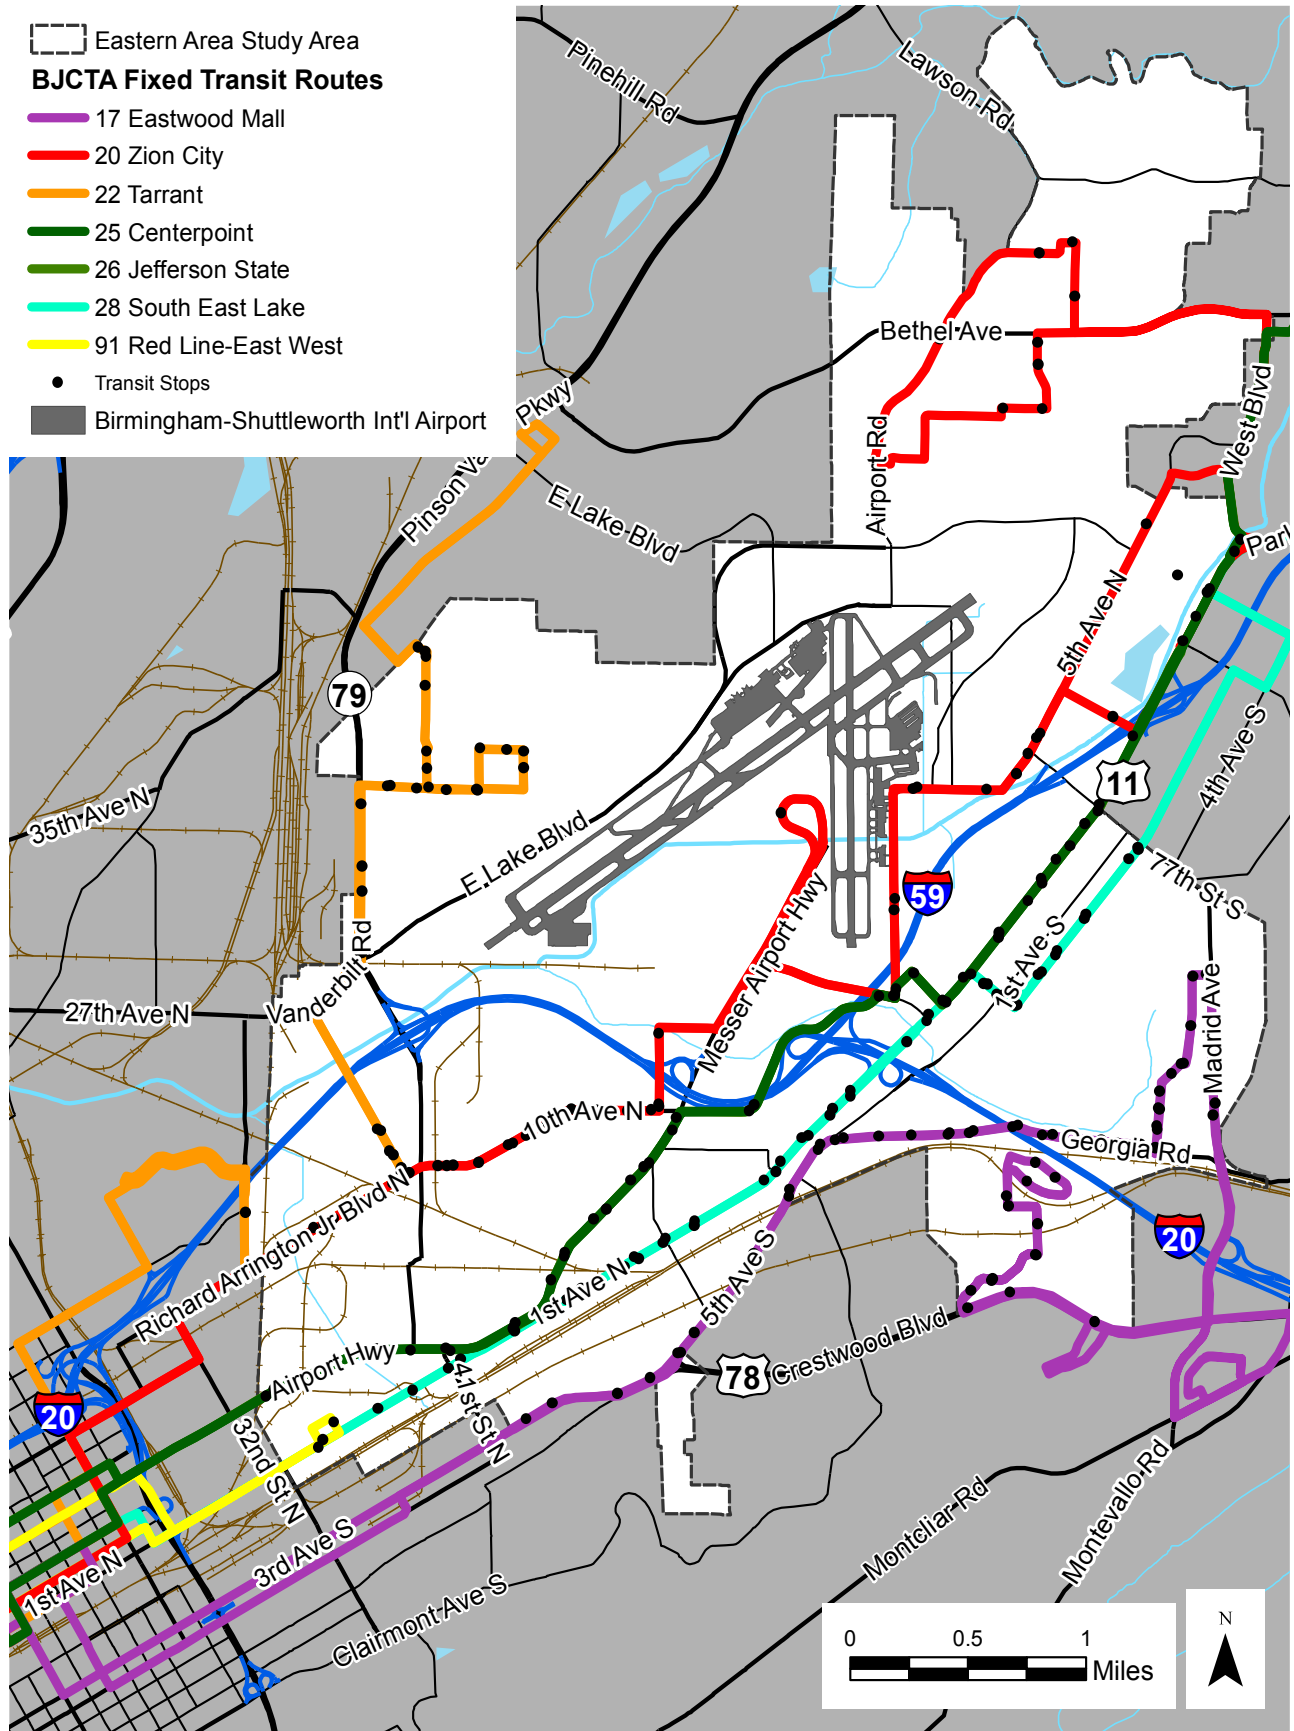 Eastern Area Study Area
BJCTA Fixed Transit Routes
17 Eastwood Mall
20 Zion City
22 Tarrant
25 Centerpoint
26 Jefferson State
28 South East Lake
91 Red Line-East West
Transit Stops
Birmingham-Shuttleworth Int'l Airport
Pinehill Rd
Lawson Rd
Bethel Ave
Pkwy
Pinson Va
West Blvd
Airport Rd
E Lake Blvd
Parl
5th Ave N
79
11
4th Ave S
35th Ave N
E Lake Blvd
77th St S
59
Messer Airport Hwy
1st Ave S
Vanderbilt Rd
27th Ave N
Madrid Ave
10th Ave N
Georgia Rd
Richard Arrington Jr Blvd N
20
5th Ave S
1st Ave N
Crestwood Blvd
78
Airport Hwy
41st St N
20
32nd St N
Montevallo Rd
Montcliar Rd
3rd Ave S
1st Ave N
Clairmont Ave S
N
0 0.5 1
Miles